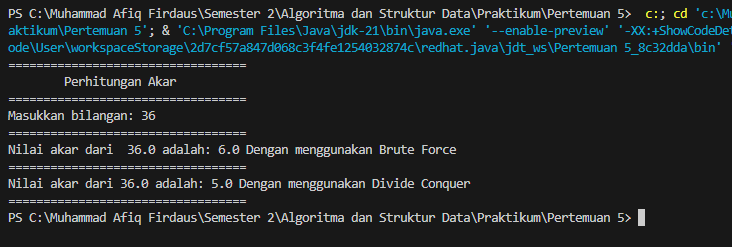 PS C:\Muhammad Afiq Firdaus\Semester 2\Algoritma dan Struktur Data\Praktikum\Pertemuan 5>  c:; cd 'c:\Mu
aktikum\Pertemuan 5'; & 'C:\Program Files\Java\jdk-21\bin\java.exe' '--enable-preview' '-XX:+ShowCodeDet
ode\User\workspaceStorage\2d7cf57a847d068c3f4fe1254032874c\redhat.java\jdt_ws\Pertemuan 5_8c32dda\bin'
==================================
        Perhitungan Akar
==================================
Masukkan bilangan: 36
==================================
Nilai akar dari  36.0 adalah: 6.0 Dengan menggunakan Brute Force
==================================
Nilai akar dari 36.0 adalah: 5.0 Dengan menggunakan Divide Conquer
==================================
PS C:\Muhammad Afiq Firdaus\Semester 2\Algoritma dan Struktur Data\Praktikum\Pertemuan 5>